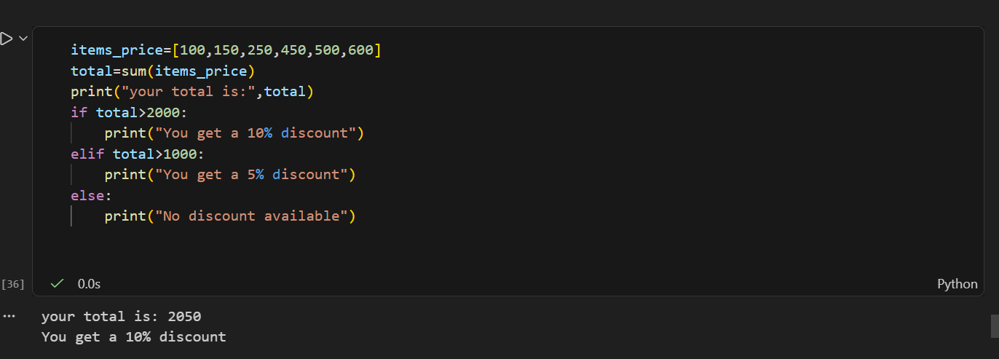 items_price=[100,150,250,450,500,600]
total=sum(items_price)
print("your total is:",total)
if total>2000:
    print("You get a 10% discount")
elif total>1000:
    print("You get a 5% discount")
else:
    print("No discount available")
[36] 0.0s Python
your total is: 2050
You get a 10% discount